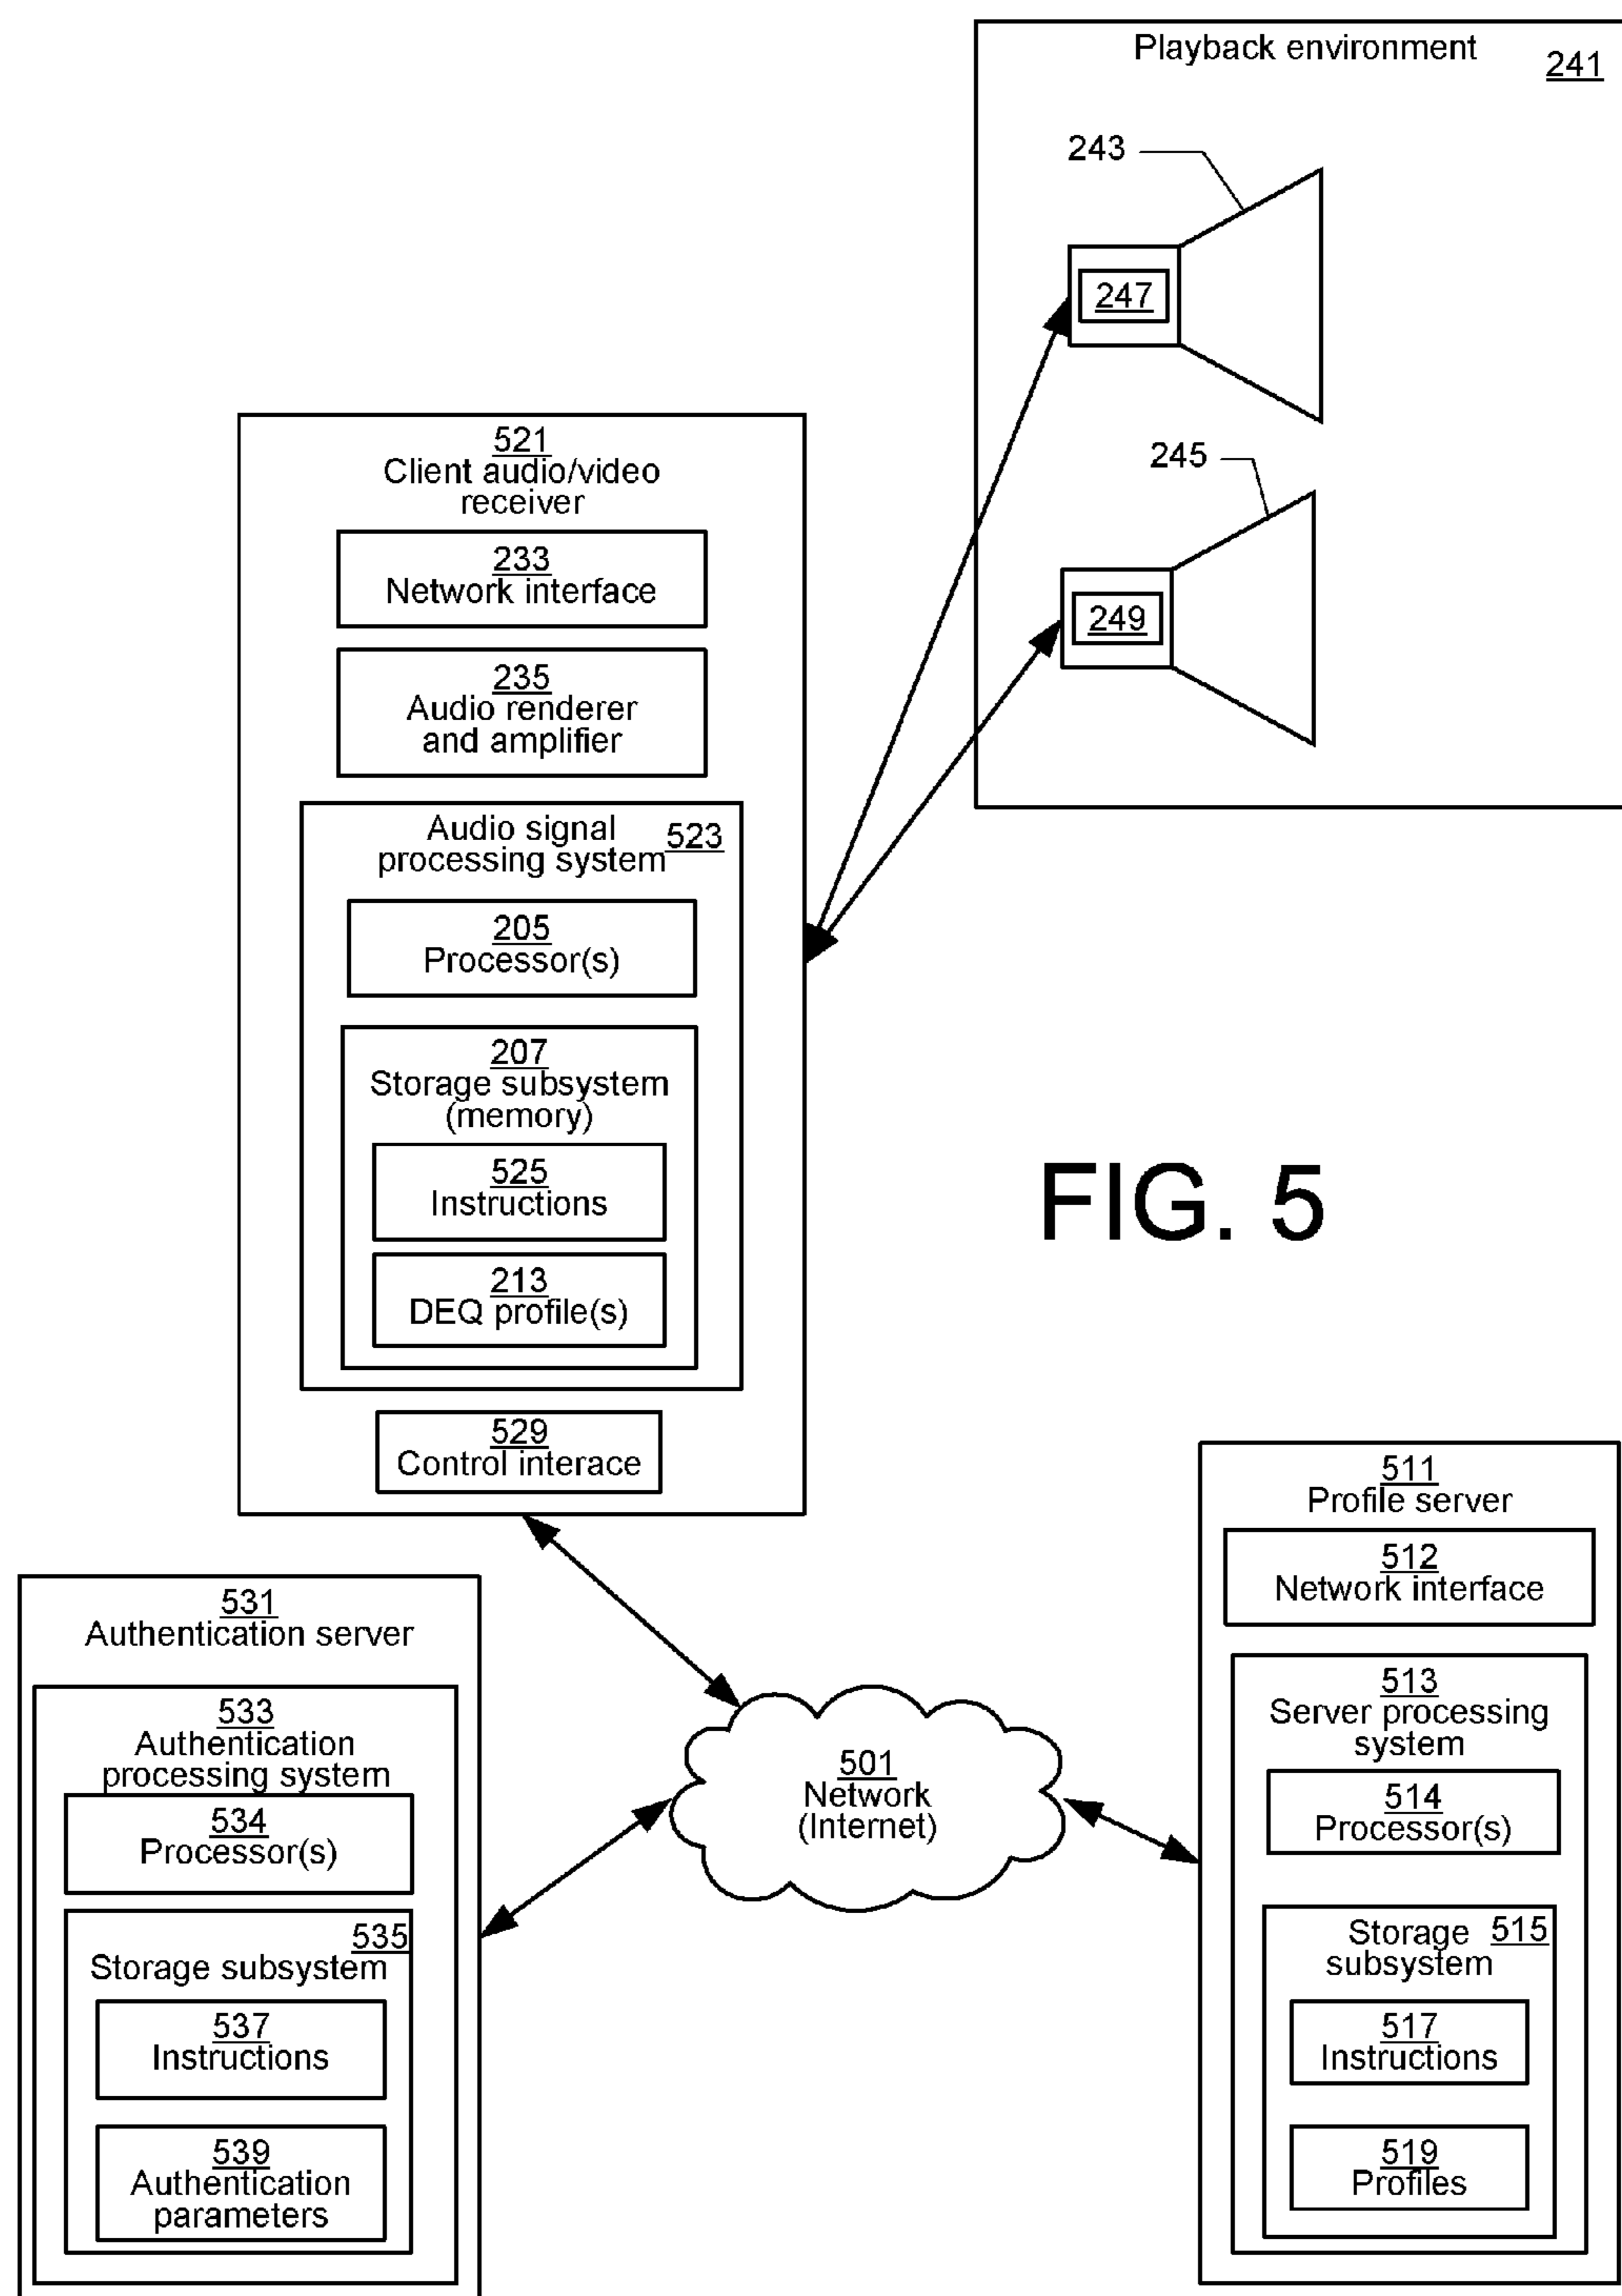 Playback environment
241
243
247
245
249
521
Client audio/video
receiver
233
Network interface
235
Audio renderer
and amplifier
Audio signal
processing system 523
205
Processor(s)
207
Storage subsystem
(memory)
525
Instructions
213
DEQ profile(s)
529
Control interace
FIG. 5
511
Profile server
512
Network interface
513
Server processing
system
514
Processor(s)
Storage 515
subsystem
517
Instructions
519
Profiles
501
Network
(Internet)
531
Authentication server
533
Authentication
processing system
534
Processor(s)
535
Storage subsystem
537
Instructions
539
Authentication
parameters